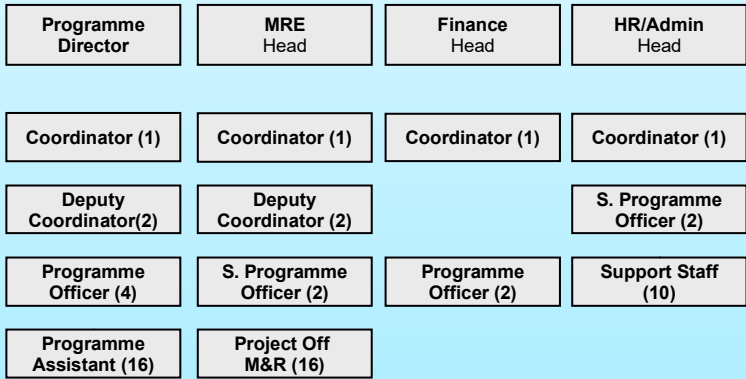 Programme
Director
MRE
Head
Finance
Head
HR/Admin
Head
Coordinator (1)
Coordinator (1)
Coordinator (1)
Coordinator (1)
Deputy
Coordinator(2)
Deputy
Coordinator (2)
S. Programme
Officer (2)
Programme
Officer (4)
S. Programme
Officer (2)
Programme
Officer (2)
Support Staff
(10)
Programme
Assistant (16)
Project Off
M&R (16)